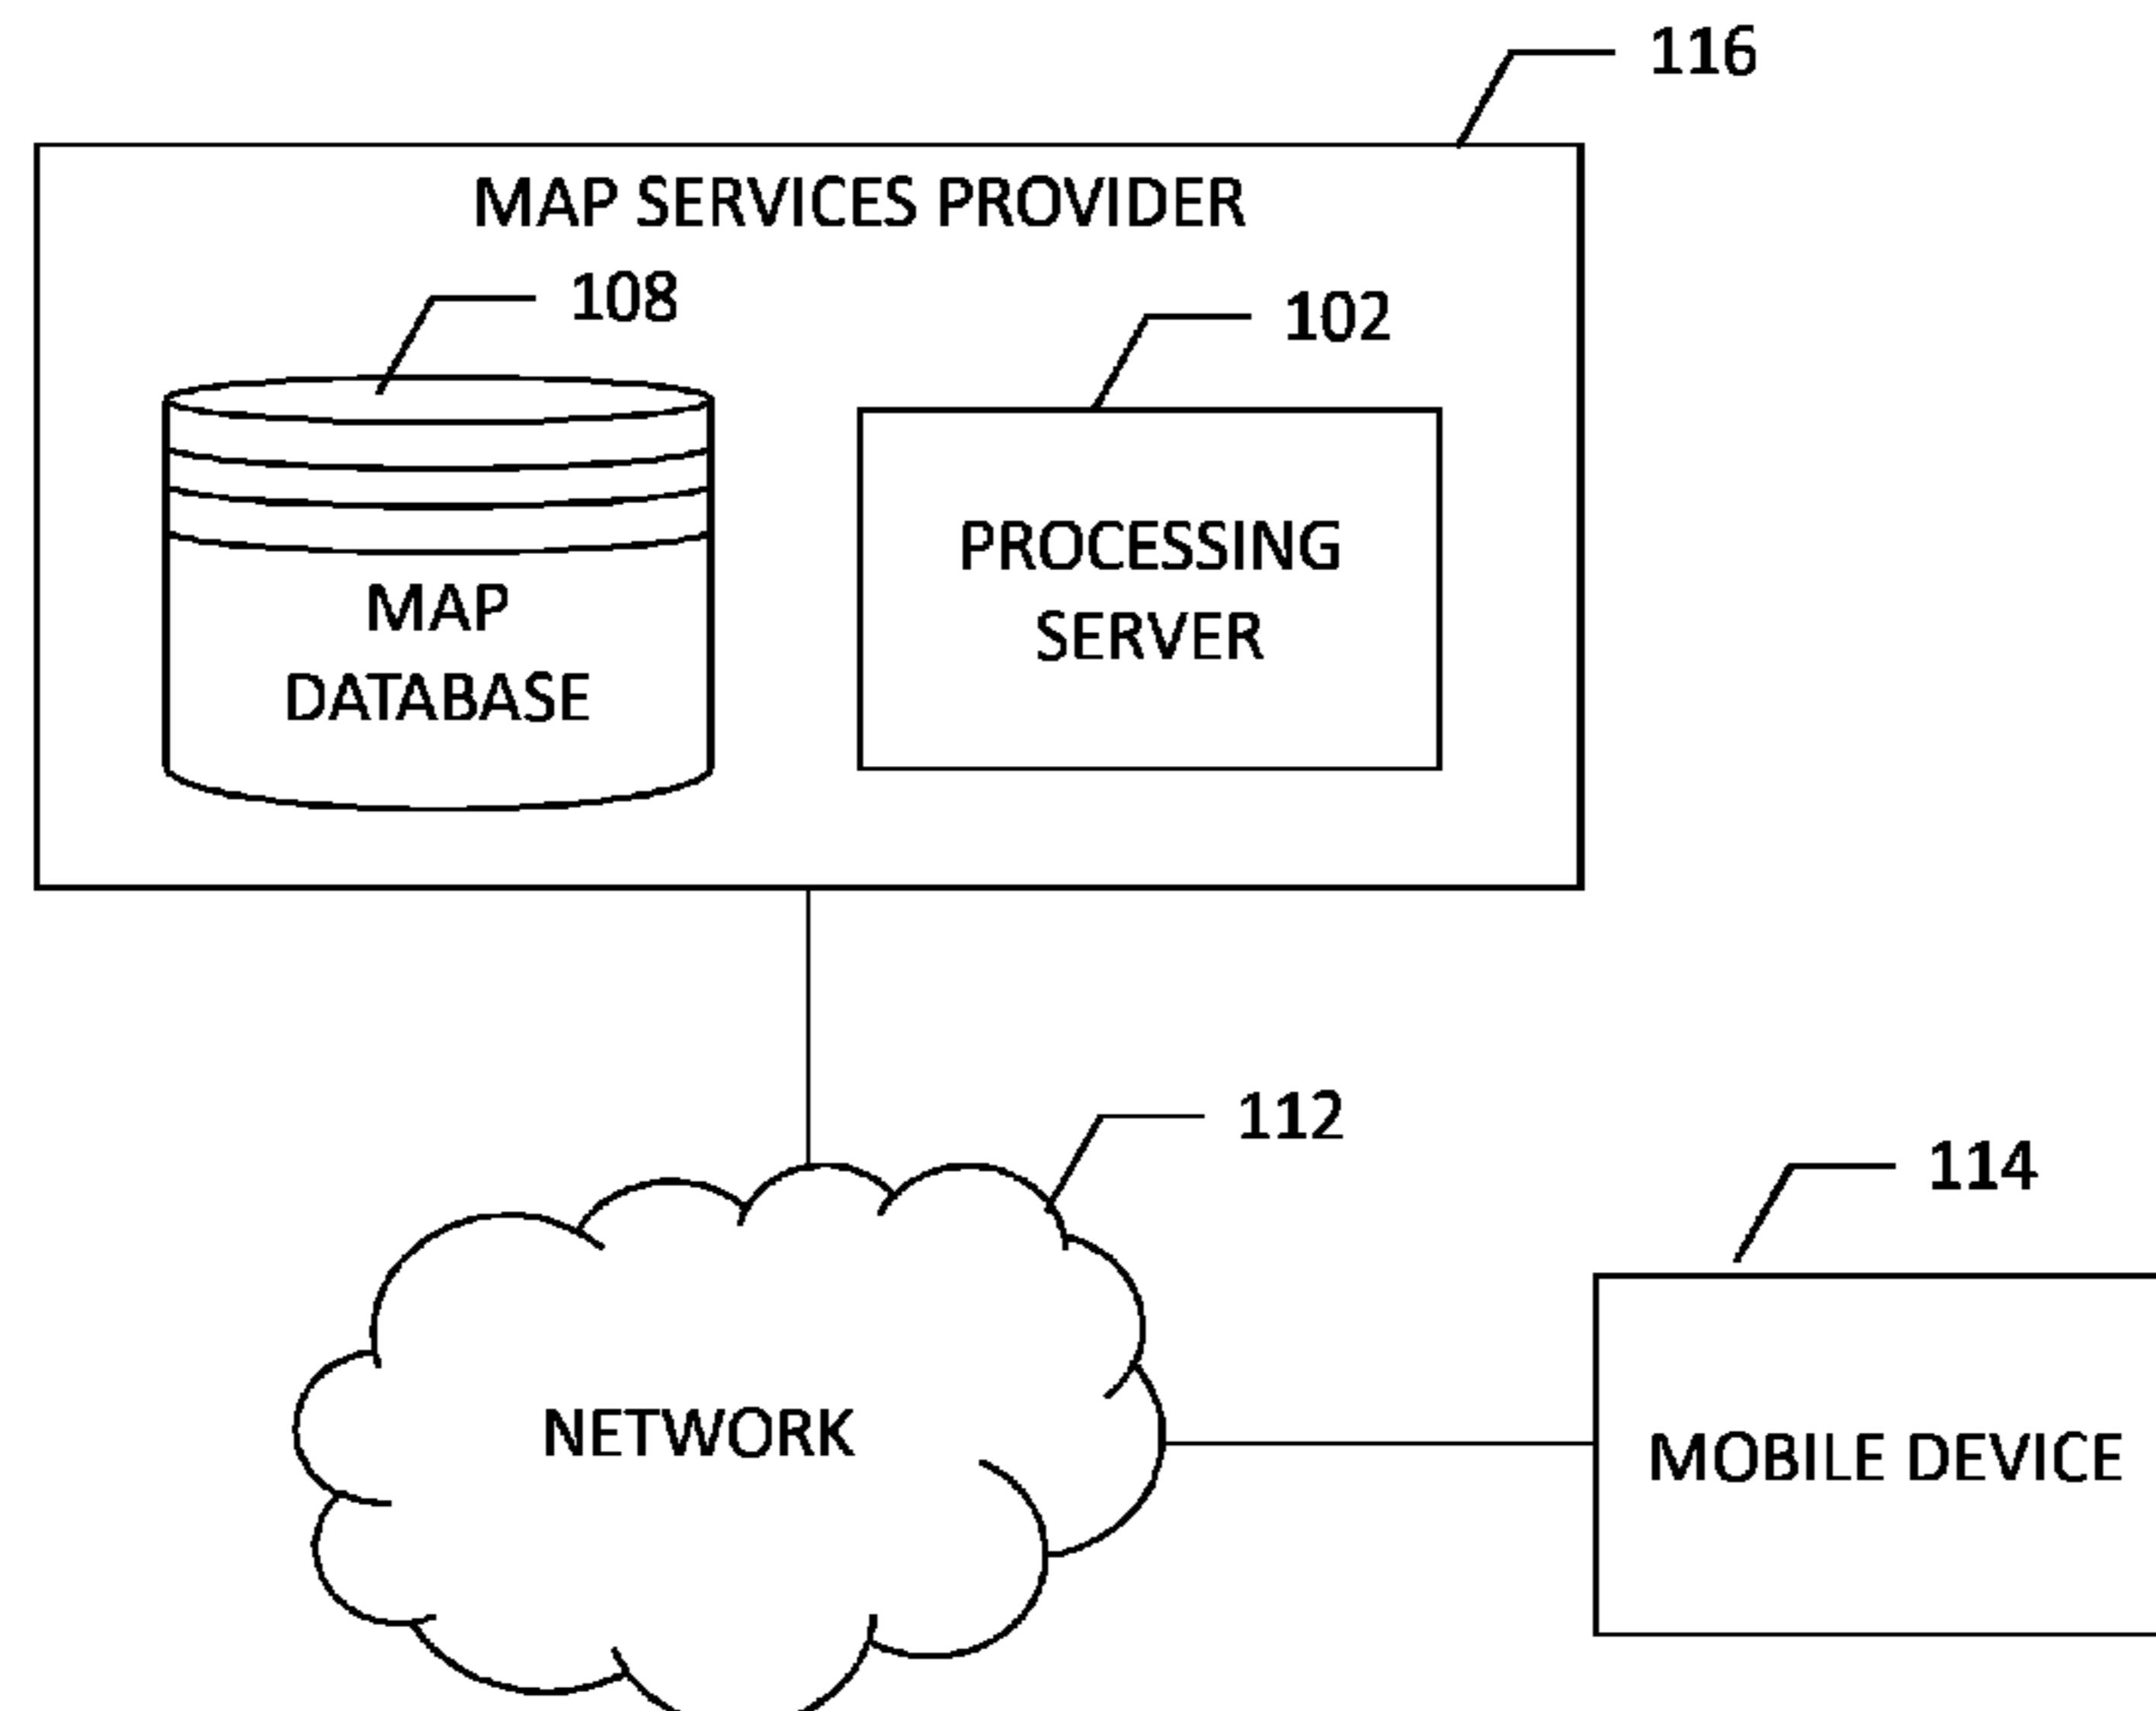 116
MAP SERVICES PROVIDER
108
102
PROCESSING
SERVER
MAP
DATABASE
112
114
NETWORK
MOBILE DEVICE